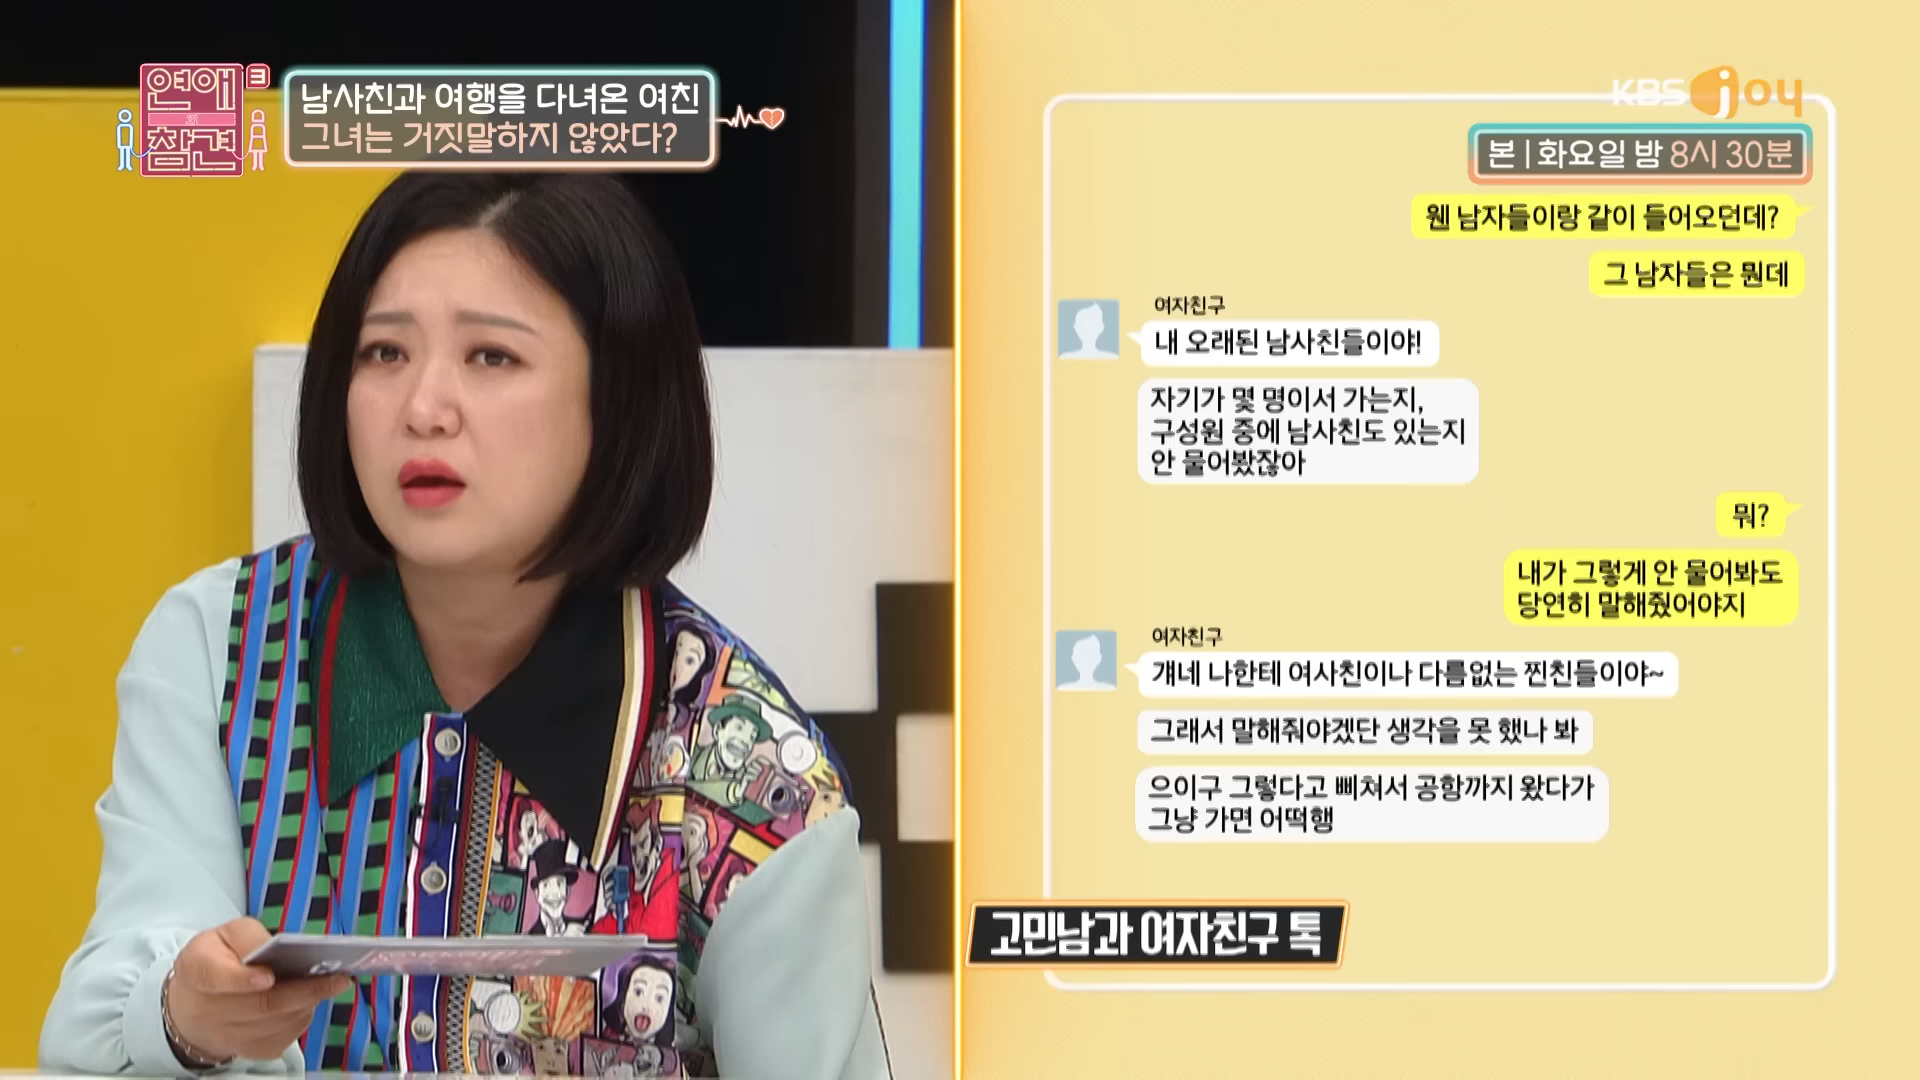 연애의 참견 3
남사친과 여행을 다녀온 여친
그녀는 거짓말하지 않았다?
KBS joy
본 | 화요일 밤 8시 30분
웬 남자들이랑 같이 들어오던데?
그 남자들은 뭔데
여자친구
내 오래된 남사친들이야!
자기가 몇 명이서 가는지,
구성원 중에 남사친도 있는지
안 물어봤잖아
뭐?
내가 그렇게 안 물어봐도
당연히 말해줬어야지
여자친구
걔네 나한테 여사친이나 다름없는 찐친들이야~
그래서 말해줘야겠단 생각을 못 했나 봐
으이구 그렇다고 삐쳐서 공항까지 왔다가
그냥 가면 어떡행
고민남과 여자친구 톡